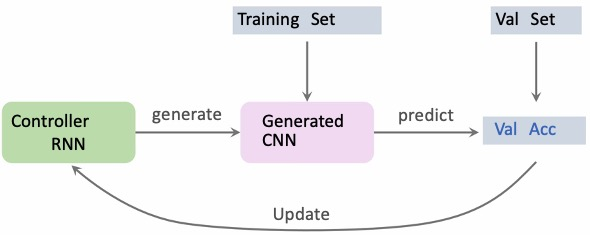 Training Set
Val Set
Controller
RNN
generate
Generated
CNN
predict
Val Acc
Update